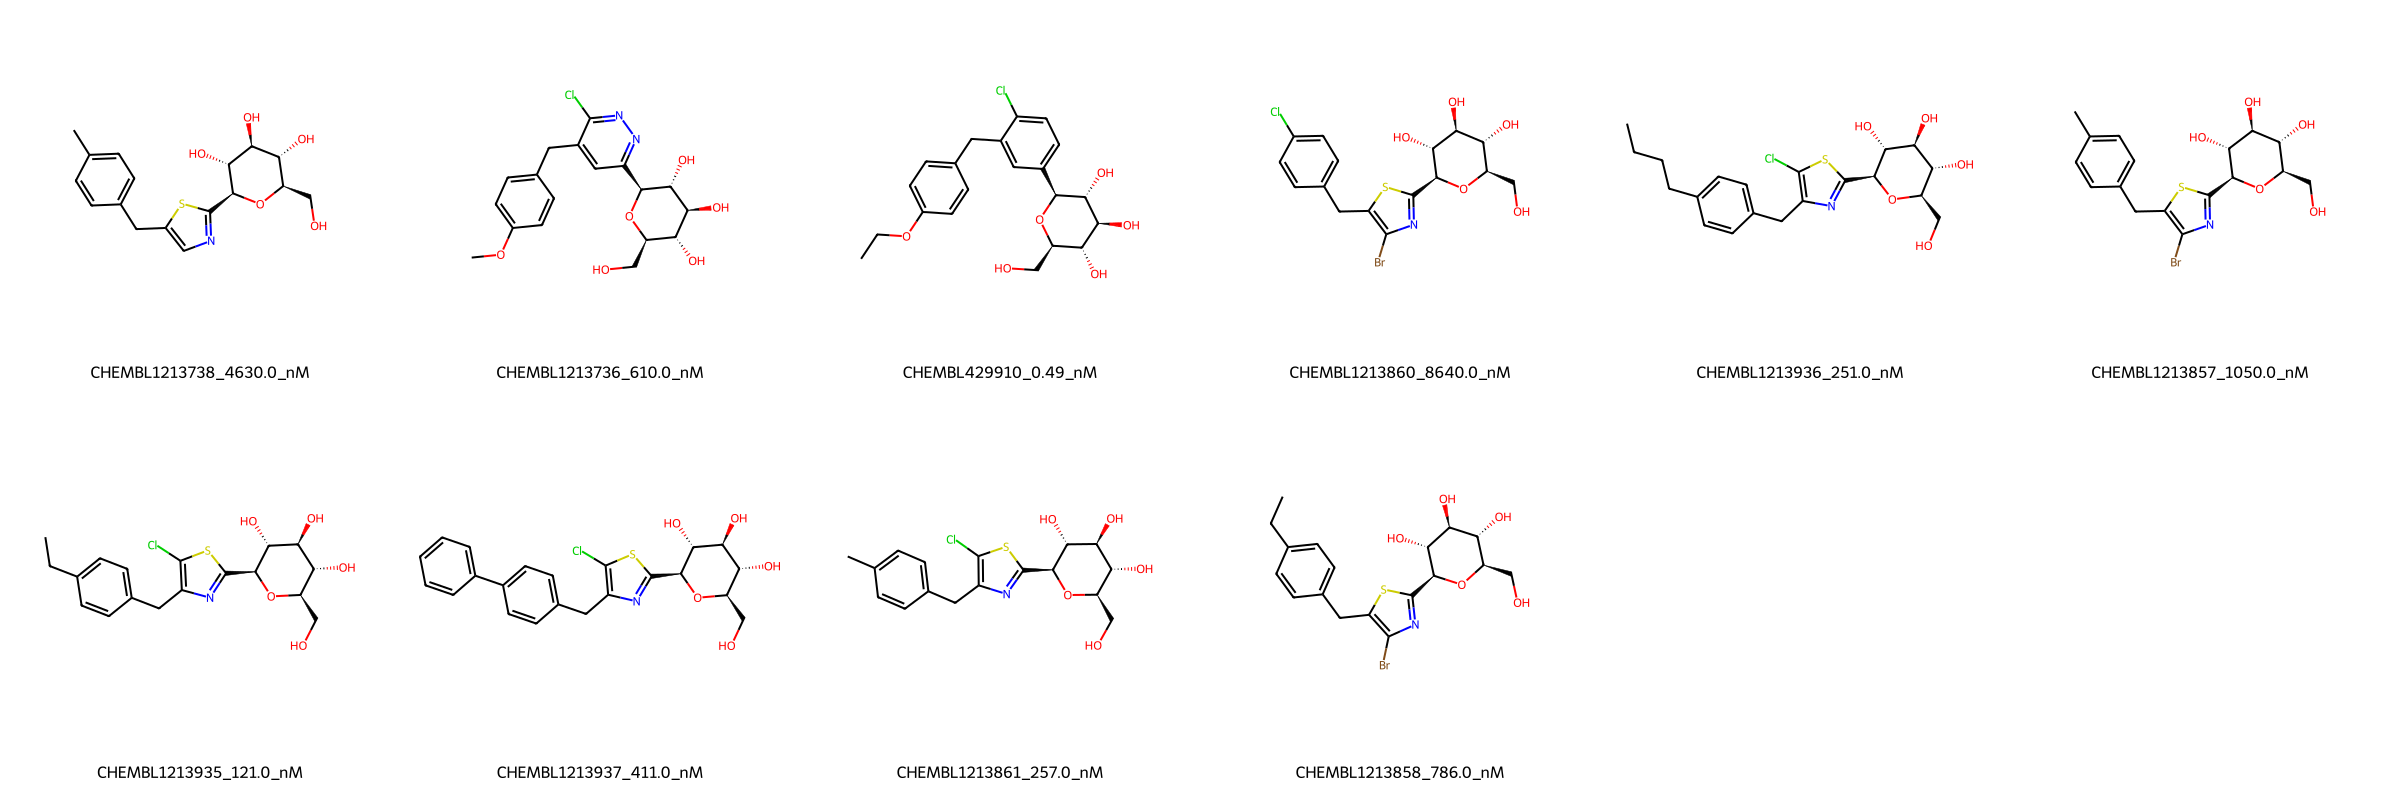 CHEMBL1213738_4630.0_nM
CHEMBL1213736_610.0_nM
CHEMBL429910_0.49_nM
CHEMBL1213860_8640.0_nM
CHEMBL1213936_251.0_nM
CHEMBL1213857_1050.0_nM
CHEMBL1213935_121.0_nM
CHEMBL1213937_411.0_nM
CHEMBL1213861_257.0_nM
CHEMBL1213858_786.0_nM